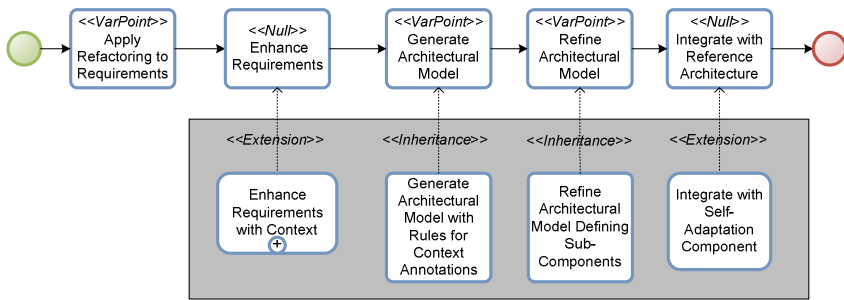 <<VarPoint>>
Apply
Refactoring to
Requirements
<<Null>>
Enhance
Requirements
<<VarPoint>>
Generate
Architectural
Model
<<VarPoint>>
Refine
Architectural
Model
<<Null>>
Integrate with
Reference
Architecture
<<Extension>>
<<Inheritance>>
<<Inheritance>>
<<Extension>>
Enhance
Requirements
with Context
+
Generate
Architectural
Model with
Rules for
Context
Annotations
Refine
Architectural
Model Defining
Sub-
Components
Integrate with
Self-
Adaptation
Component